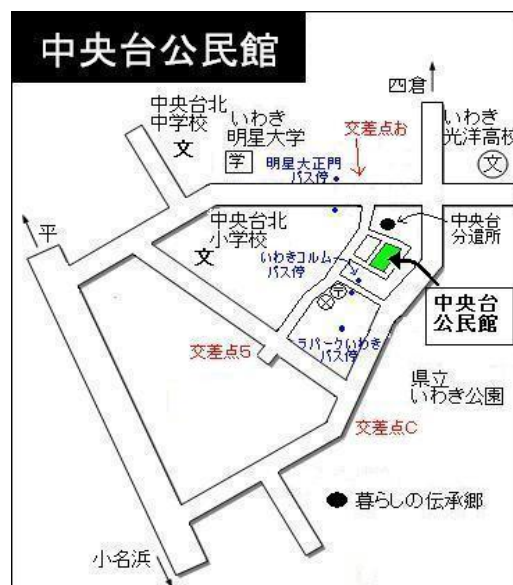 中央台公民館
四倉
中央台北
中学校
文
いわき
明星大学
学
交差点お
いわき
光洋高校
文
明星大正門
バス停
平
中央台北
小学校
文
中央台
分遣所
いわきコルム
バス停
中央台
公民館
ラパークいわき
バス停
交差点5
県立
いわき公園
交差点C
暮らしの伝承郷
小名浜